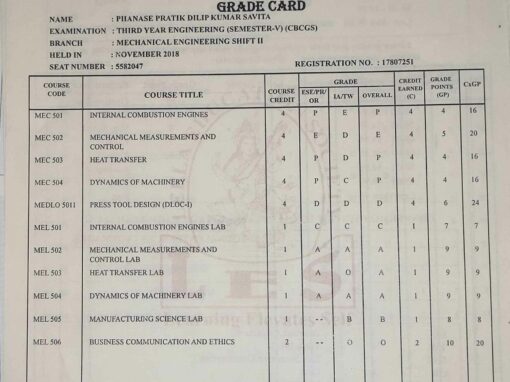 GRADE CARD
NAME : PHANASE PRATIK DILIP KUMAR SAVITA
EXAMINATION : THIRD YEAR ENGINEERING (SEMESTER-V) (CBCGS)
BRANCH : MECHANICAL ENGINEERING SHIFT II
HELD IN : NOVEMBER 2018
SEAT NUMBER : 5582047 REGISTRATION NO. : 17807251
COURSE CODE COURSE TITLE COURSE CREDIT GRADE ESE/PR/OR IA/TW OVERALL CREDIT EARNED (C) GRADE POINTS (GP) CxGP
MEC 501 INTERNAL COMBUSTION ENGINES 4 P E P 4 4 16
MEC 502 MECHANICAL MEASUREMENTS AND 4 E D E 4 5 20
CONTROL
MEC 503 HEAT TRANSFER 4 P D P 4 4 16
MEC 504 DYNAMICS OF MACHINERY 4 P C P 4 4 16
MEDLO 5011 PRESS TOOL DESIGN (DLOC-I) 4 D D D 4 6 24
MEL 501 INTERNAL COMBUSTION ENGINES LAB 1 C C C 1 7 7
MEL 502 MECHANICAL MEASUREMENTS AND 1 A A A 1 9 9
CONTROL LAB
MEL 503 HEAT TRANSFER LAB 1 A O A 1 9 9
MEL 504 DYNAMICS OF MACHINERY LAB 1 A A A 1 9 9
MEL 505 MANUFACTURING SCIENCE LAB 1 -- B B 1 8 8
MEL 506 BUSINESS COMMUNICATION AND ETHICS 2 -- O O 2 10 20
L.E.S.